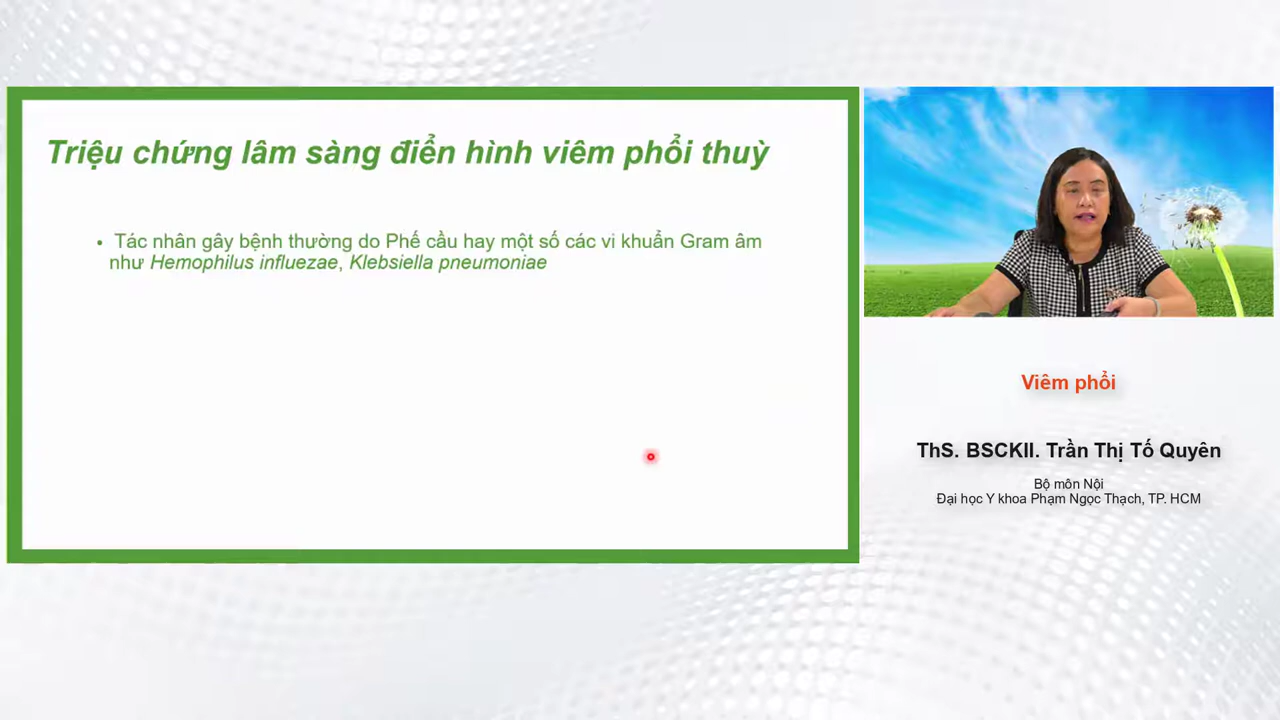 Triệu chứng lâm sàng điển hình viêm phổi thuỳ
• Tác nhân gây bệnh thường do Phế cầu hay một số các vi khuẩn Gram âm
như Hemophilus influezae, Klebsiella pneumoniae
Viêm phổi
ThS. BSCKII. Trần Thị Tố Quyên
Bộ môn Nội
Đại học Y khoa Phạm Ngọc Thạch, TP. HCM